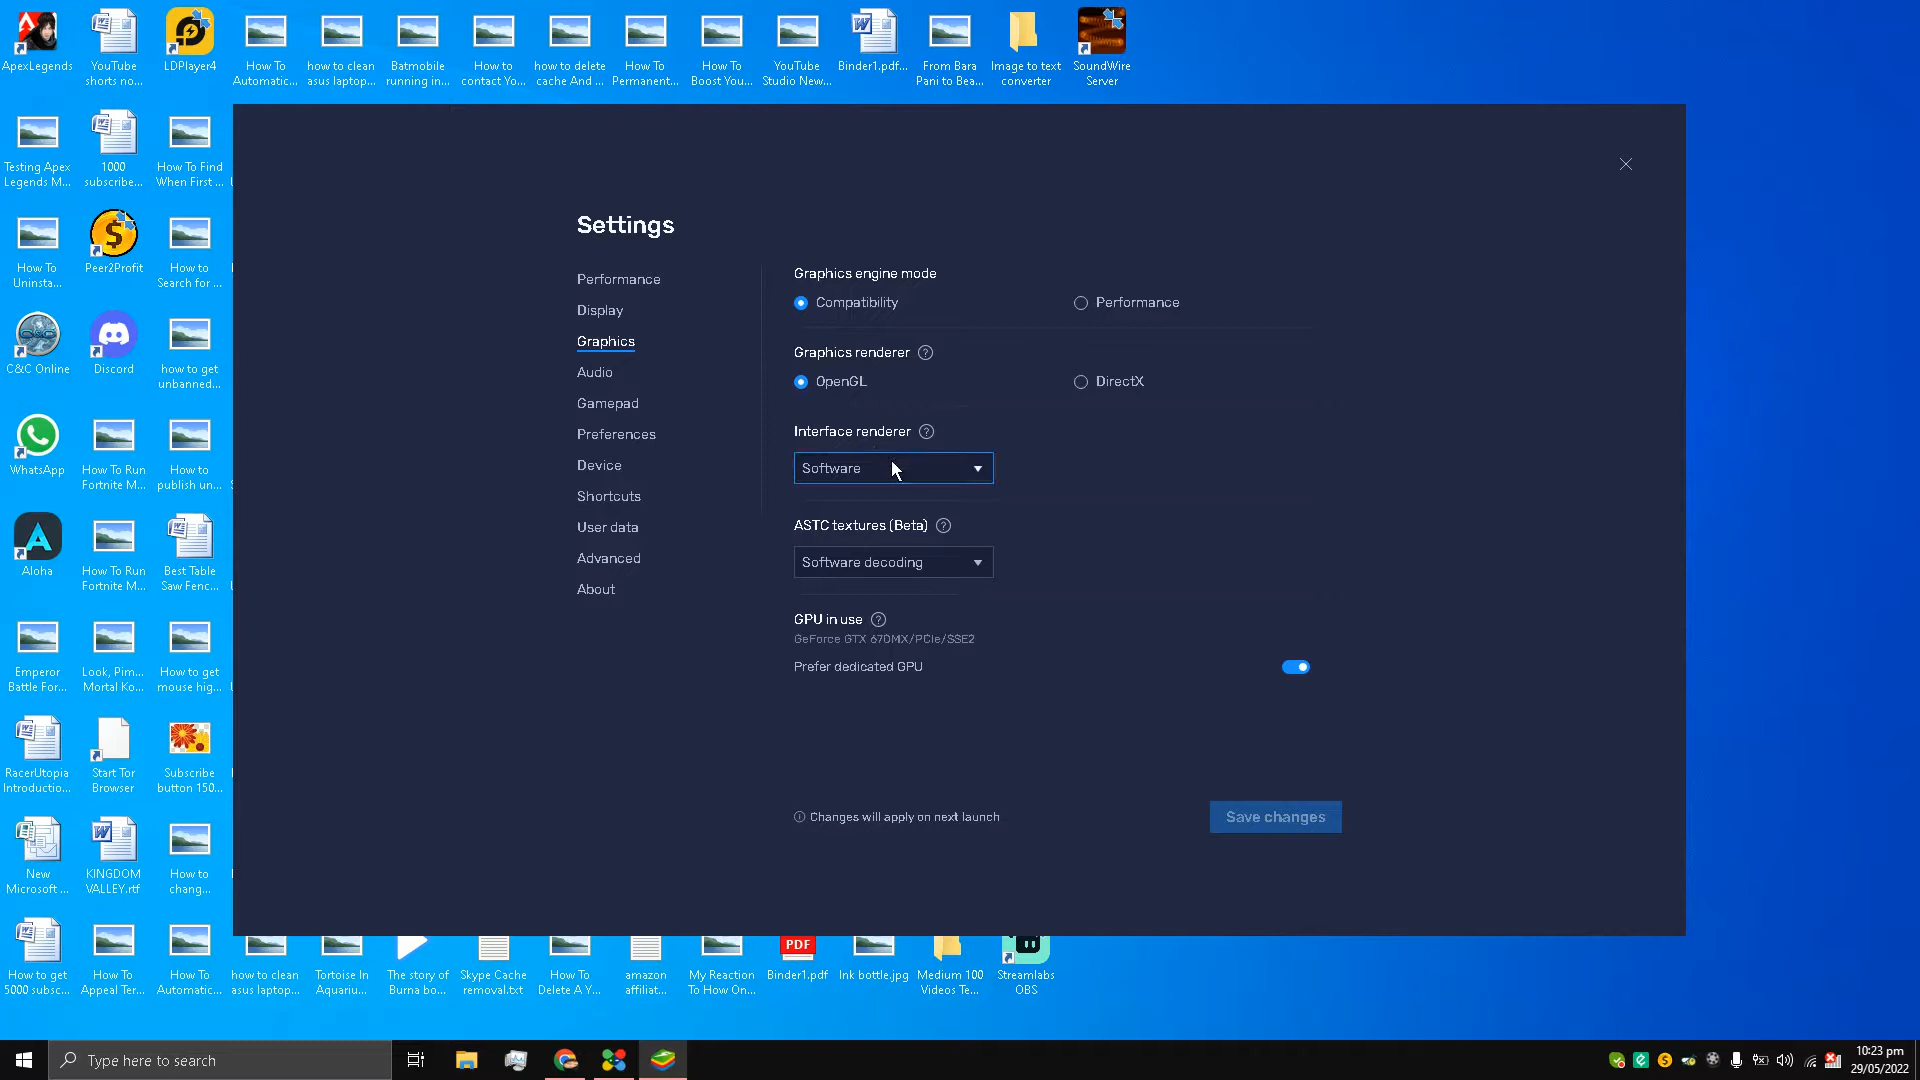 ApexLegends
YouTube
shorts no...
LDPlayer4
How To
Automatic...
how to clean
asus laptop...
Batmobile
running in...
How to
contact Yo...
how to delete
cache And ...
How To
Permanent...
How To
Boost You...
YouTube
Studio New...
Binder1.pdf...
From Bara
Pani to Bea...
Image to text
converter
SoundWire
Server
Testing Apex
Legends M...
1000
subscribe...
How To Find
When First ...
How To
Uninsta...
Peer2Profit
How to
Search for ...
C&C Online
Discord
how to get
unbanned...
WhatsApp
How To Run
Fortnite M...
How to
publish un...
Aloha
How To Run
Fortnite M...
Best Table
Saw Fenc...
Emperor
Battle For...
Look, Pim...
Mortal Ko...
How to get
mouse hig...
RacerUtopia
Introductio...
Start Tor
Browser
Subscribe
button 150...
New
Microsoft ...
KINGDOM
VALLEY.rtf
How to
chang...
How to get
5000 subsc...
How To
Appeal Ter...
How To
Automatic...
how to clean
asus laptop...
Tortoise In
Aquariu...
The story of
Burna bo...
Skype Cache
removal.txt
How To
Delete A Y...
amazon
affiliat...
My Reaction
To How On...
PDF
Binder1.pdf
Ink bottle.jpg
Medium 100
Videos Te...
Streamlabs
OBS
Settings
Performance
Display
Graphics
Audio
Gamepad
Preferences
Device
Shortcuts
User data
Advanced
About
Graphics engine mode
Compatibility
Performance
Graphics renderer ?
OpenGL
DirectX
Interface renderer ?
Software
ASTC textures (Beta) ?
Software decoding
GPU in use ?
GeForce GTX 670MX/PCIe/SSE2
Prefer dedicated GPU
Changes will apply on next launch
Save changes
Type here to search
10:23 pm
29/05/2022